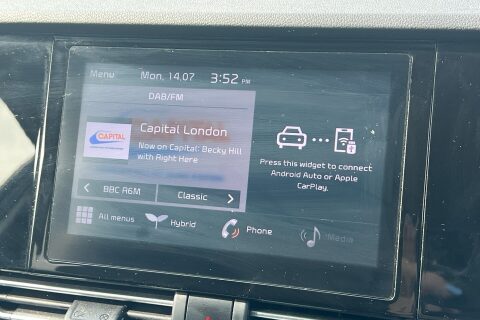 Menu
Mon, 14.07
3:52 PM
DAB/FM
CAPITAL
Capital London
Now on Capital: Becky Hill
with Right Here
Press this widget to connect
Android Auto or Apple
CarPlay.
BBC R6M
Classic
All menus
Hybrid
Phone
Media